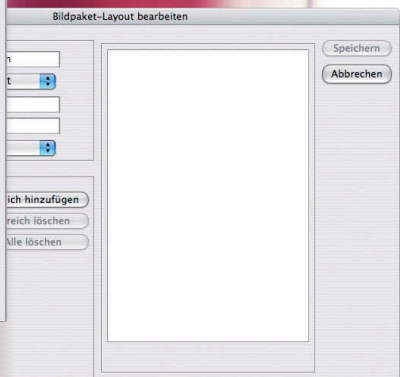 Bildpaket-Layout bearbeiten
Speichern
Abbrechen
n
t
ich hinzufügen
reich löschen
Alle löschen